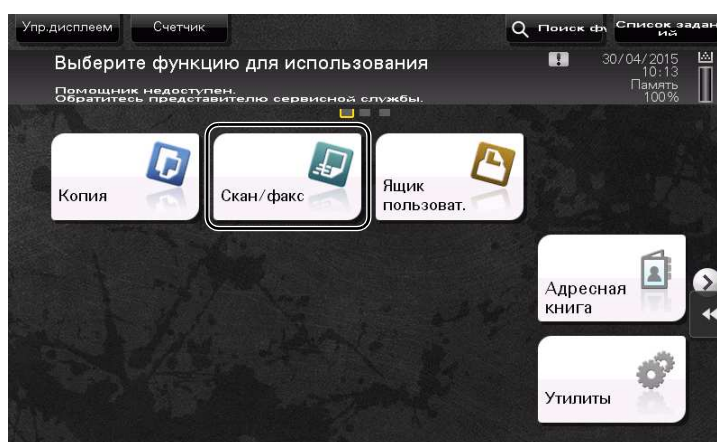 Упр.дисплеем
Счетчик
Поиск
Список задан
ий
Выберите функцию для использования
30/04/2015
10:13
Помощник недоступен.
Обратитесь представителю сервисной службы.
Память
100%
Копия
Скан/факс
Ящик
пользоват.
Адресная
книга
Утилиты